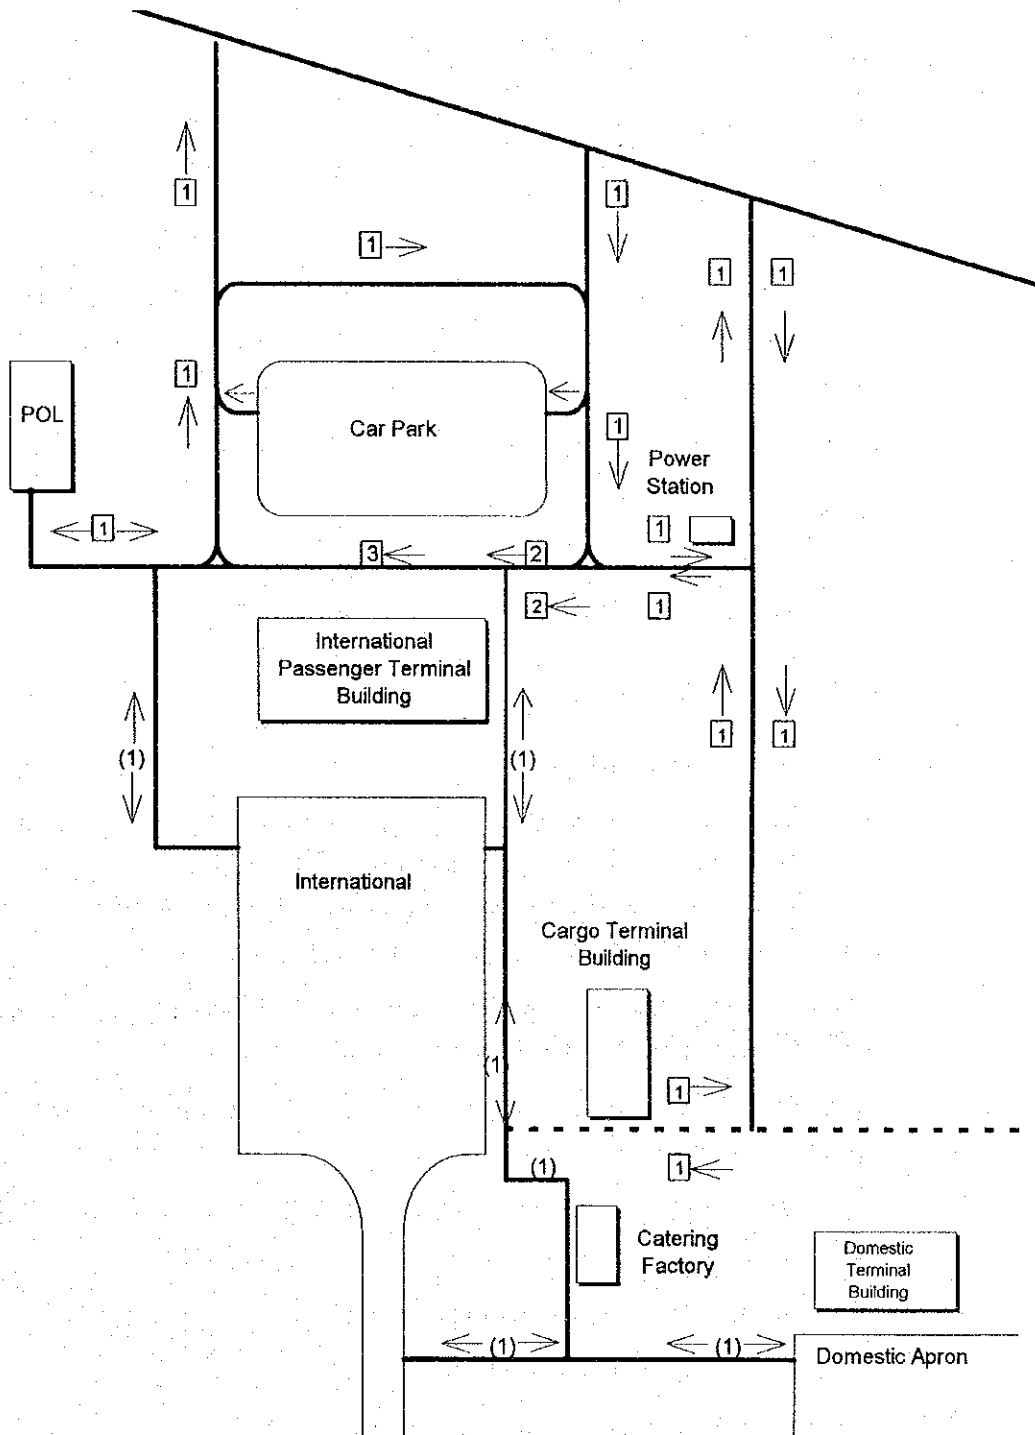 1
1
1
1
1
1
POL
Car Park
1
Power
Station
1
1
3
2
2
1
International
Passenger Terminal
Building
1
1
(1)
(1)
International
Cargo Terminal
Building
(1)
1
(1)
1
Catering
Factory
Domestic
Terminal
Building
(1)
(1)
Domestic Apron